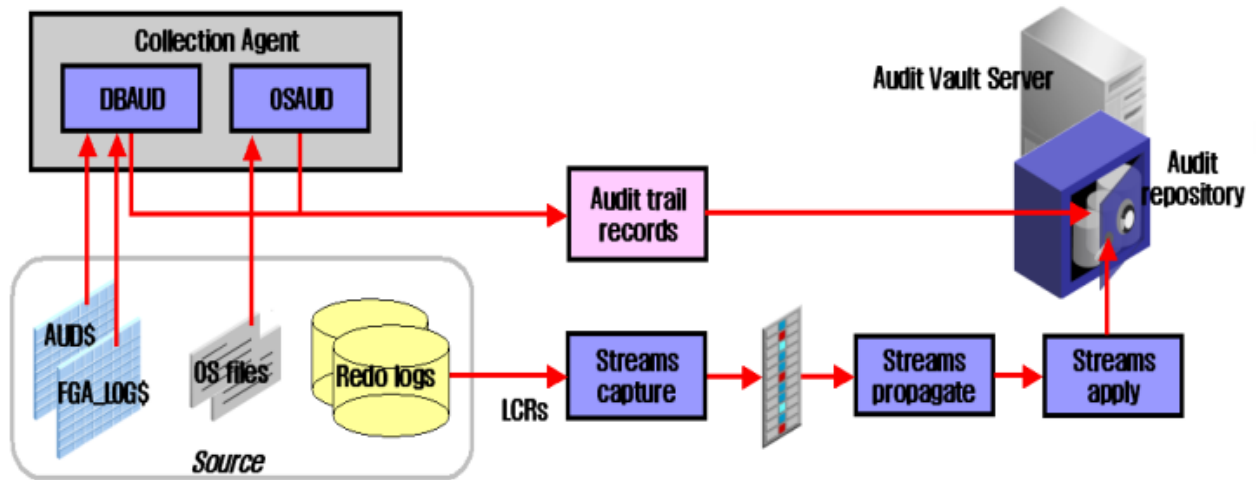 Collection Agent
DBAUD
OSAUD
Audit Vault Server
Audit
repository
Audit trail
records
AUD$
FGA_LOG$
OS files
Redo logs
Source
LCRs
Streams
capture
Streams
propagate
Streams
apply